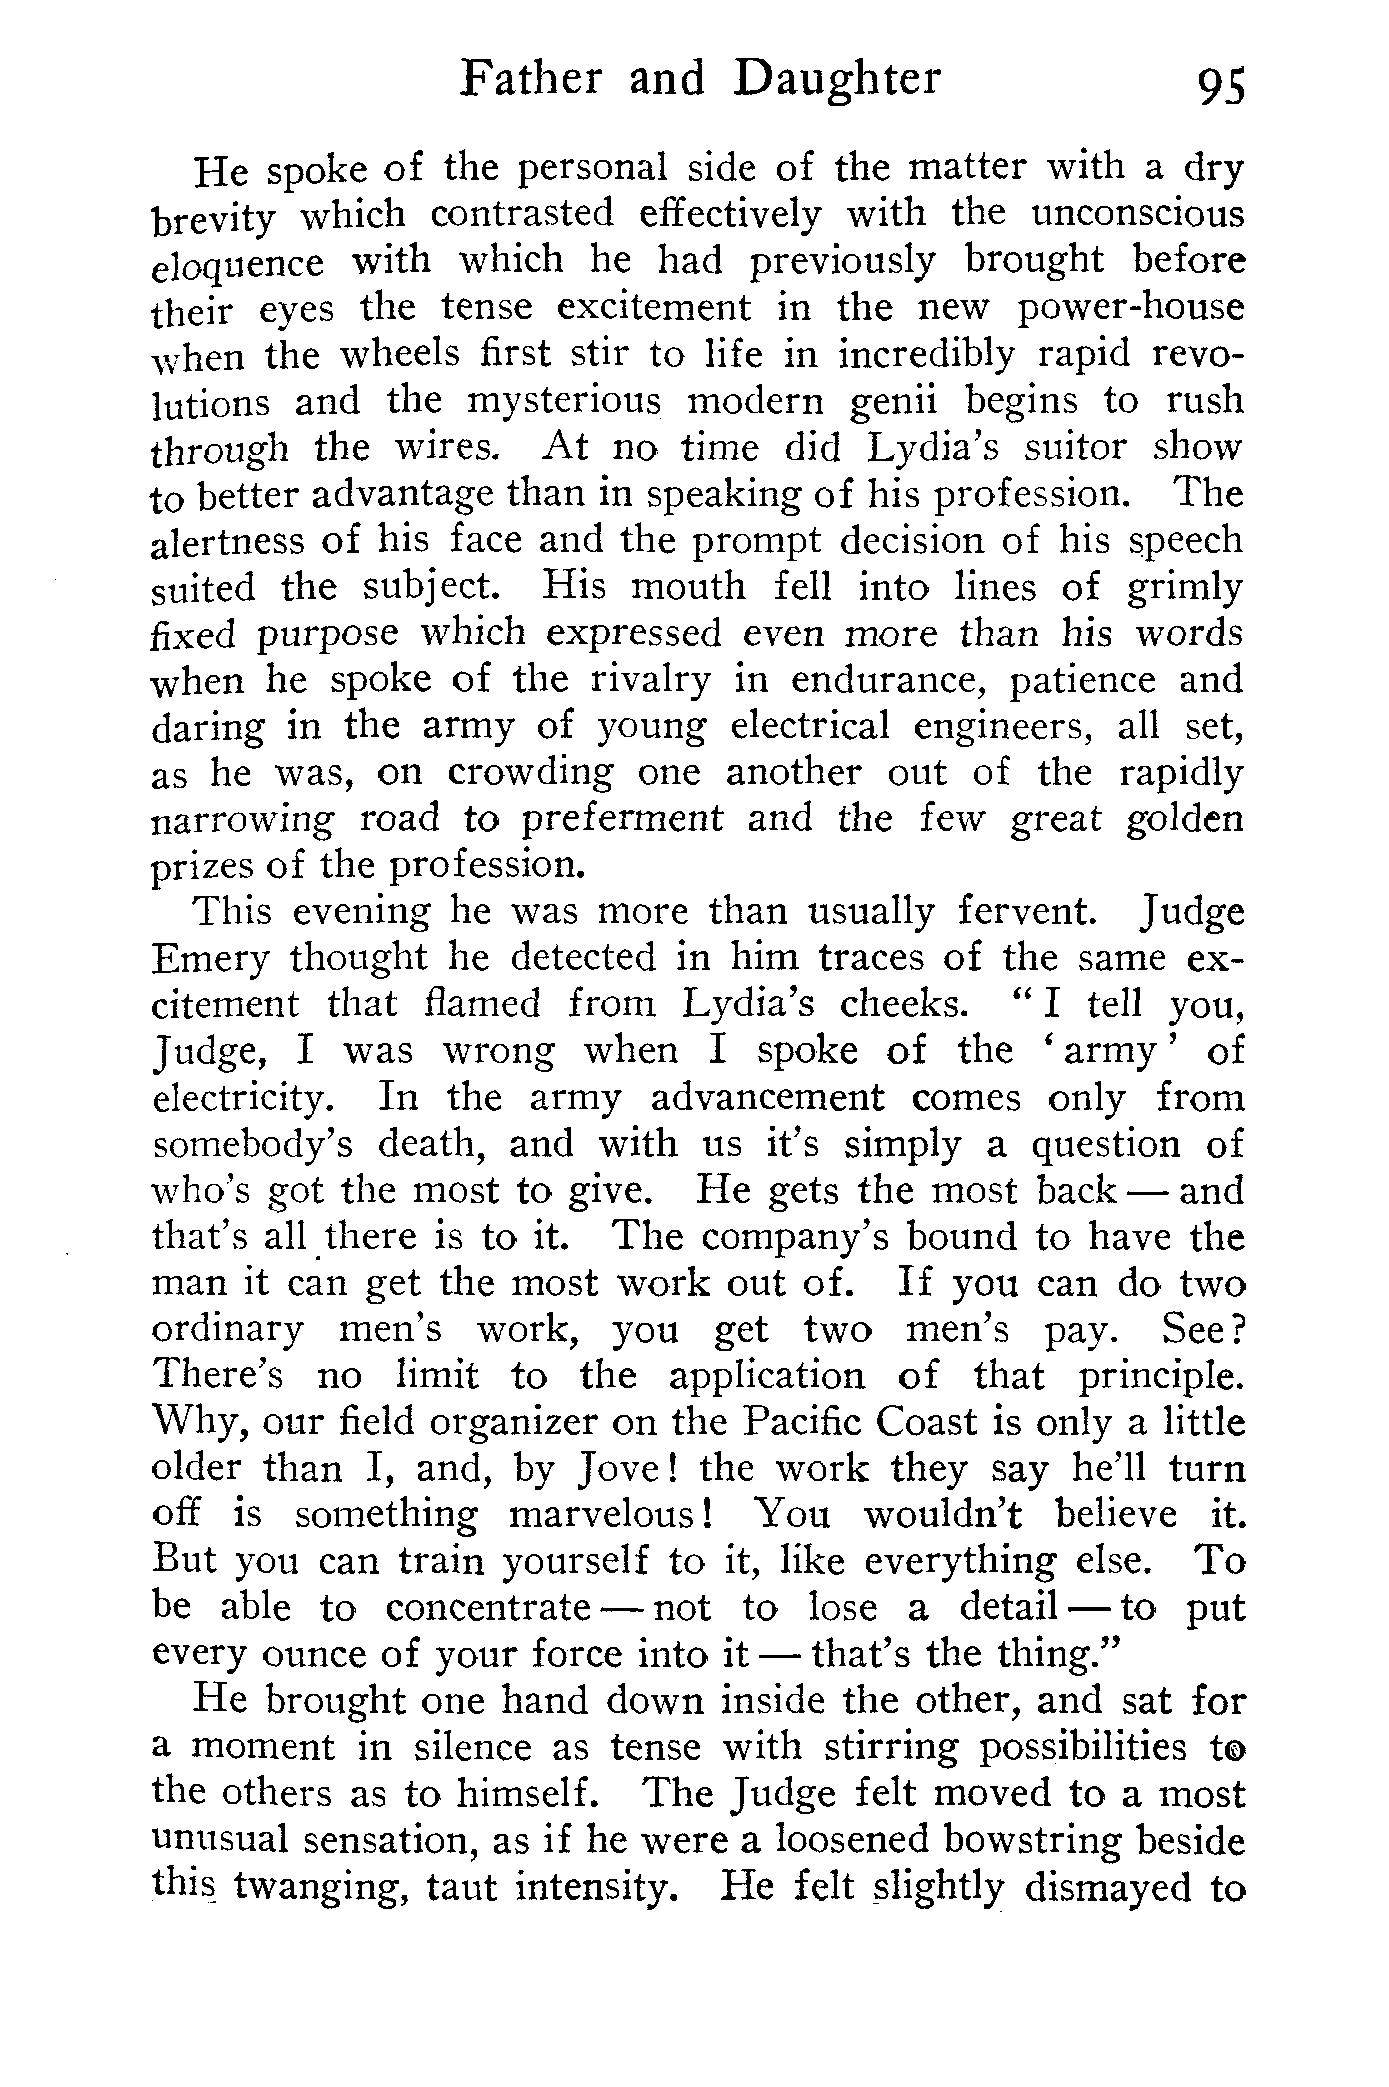 Father and Daughter 95
He spoke of the personal side of the matter with a dry
brevity which contrasted effectively with the unconscious
eloquence with which he had previously brought before
their eyes the tense excitement in the new power-house
when the wheels first stir to life in incredibly rapid revo-
lutions and the mysterious modern genii begins to rush
through the wires. At no time did Lydia's suitor show
to better advantage than in speaking of his profession. The
alertness of his face and the prompt decision of his speech
suited the subject. His mouth fell into lines of grimly
fixed purpose which expressed even more than his words
when he spoke of the rivalry in endurance, patience and
daring in the army of young electrical engineers, all set,
as he was, on crowding one another out of the rapidly
narrowing road to preferment and the few great golden
prizes of the profession.
This evening he was more than usually fervent. Judge
Emery thought he detected in him traces of the same ex-
citement that flamed from Lydia's cheeks. "I tell you,
Judge, I was wrong when I spoke of the 'army' of
electricity. In the army advancement comes only from
somebody's death, and with us it's simply a question of
who's got the most to give. He gets the most back — and
that's all there is to it. The company's bound to have the
man it can get the most work out of. If you can do two
ordinary men's work, you get two men's pay. See?
There's no limit to the application of that principle.
Why, our field organizer on the Pacific Coast is only a little
older than I, and, by Jove! the work they say he'll turn
off is something marvelous! You wouldn't believe it.
But you can train yourself to it, like everything else. To
be able to concentrate — not to lose a detail — to put
every ounce of your force into it — that's the thing."
He brought one hand down inside the other, and sat for
a moment in silence as tense with stirring possibilities to
the others as to himself. The Judge felt moved to a most
unusual sensation, as if he were a loosened bowstring beside
this twanging, taut intensity. He felt slightly dismayed to